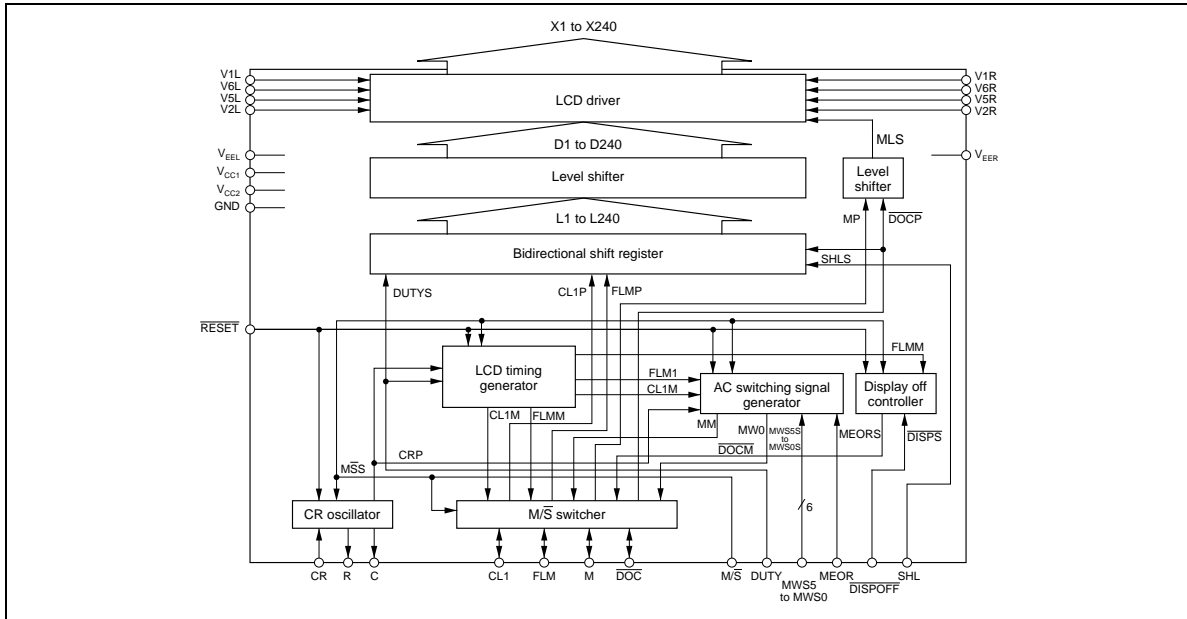 X1 to X240
V1L
V6L
V5L
V2L
LCD driver
V1R
V6R
V5R
V2R
MLS
D1 to D240
VEEL
VCC1
VCC2
GND
Level shifter
Level
shifter
VEER
L1 to L240
MP
DOCP
Bidirectional shift register
SHLS
DUTYS
CL1P
FLMP
RESET
FLMM
LCD timing
generator
FLM1
CL1M
AC switching signal
generator
Display off
controller
CL1M
FLMM
MM
MW0
MWS5S
to
MWS0S
MEORS
DISPS
DOCM
CRP
MSS
CR oscillator
M/S switcher
6
CR
R
C
CL1
FLM
M
DOC
M/S
DUTY
MWS5
to MWS0
MEOR
DISPOFF
SHL